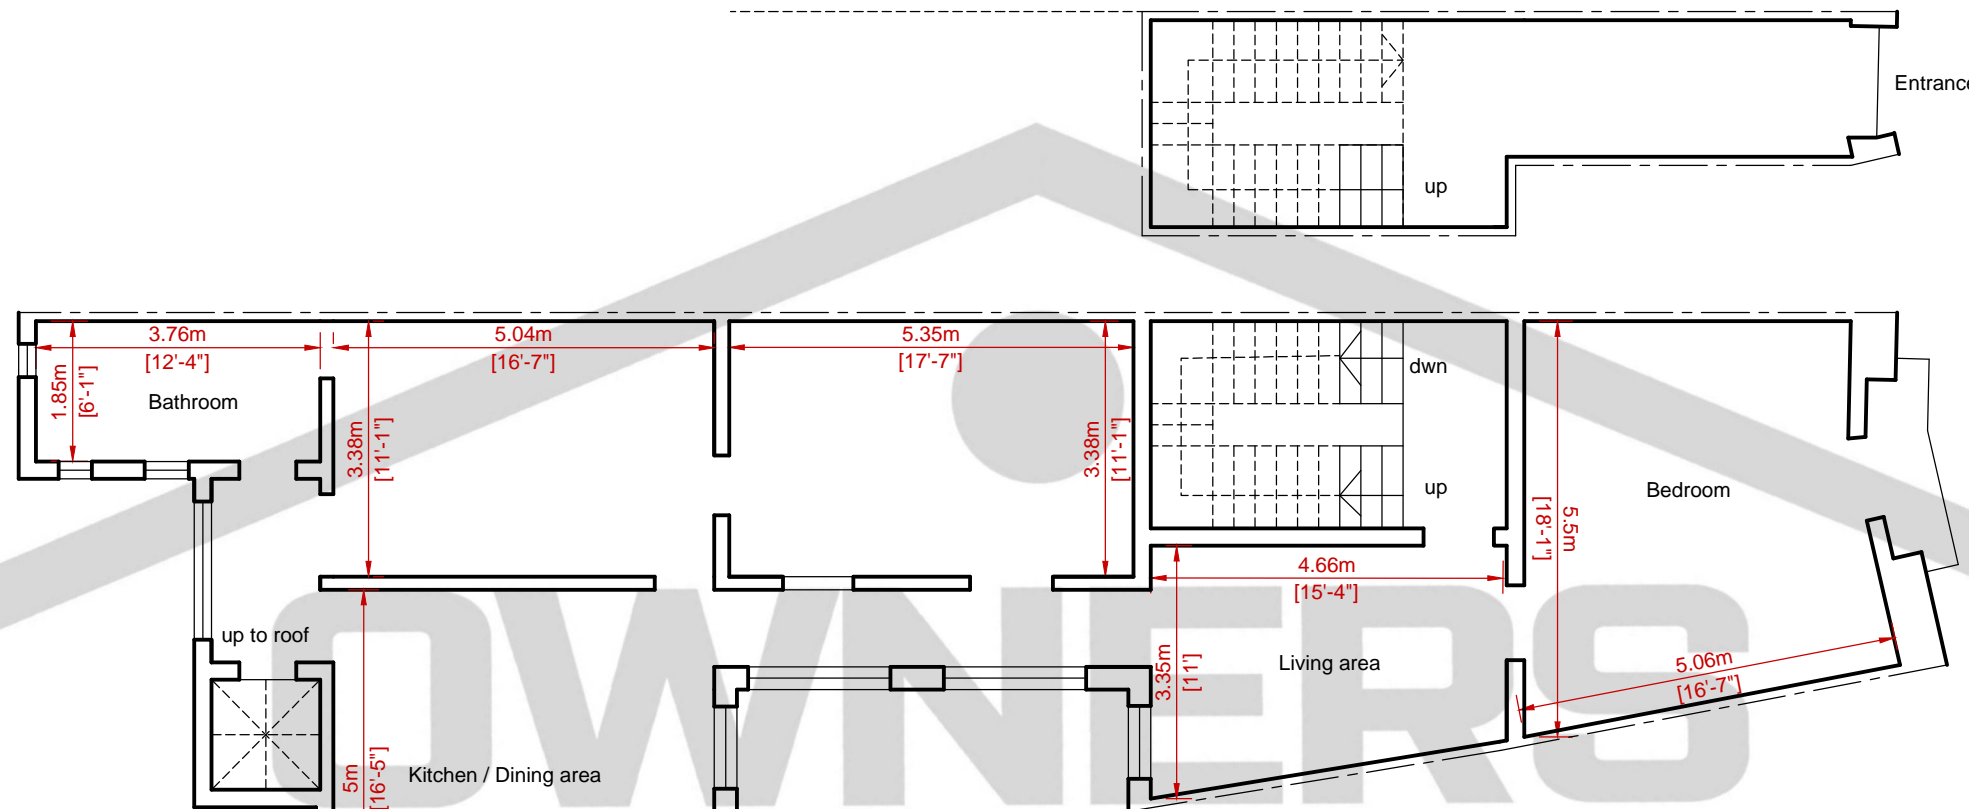 Entrance
up
3.76m
[12'-4"]
5.04m
[16'-7"]
5.35m
[17'-7"]
1.85m
[6'-1"]
Bathroom
3.38m
[11'-1"]
3.38m
[11'-1"]
dwn
up
Bedroom
5.5m
[18'-1"]
4.66m
[15'-4"]
up to roof
3.35m
[11']
Living area
5.06m
[16'-7"]
5m
[16'-5"]
Kitchen / Dining area
OWNERS